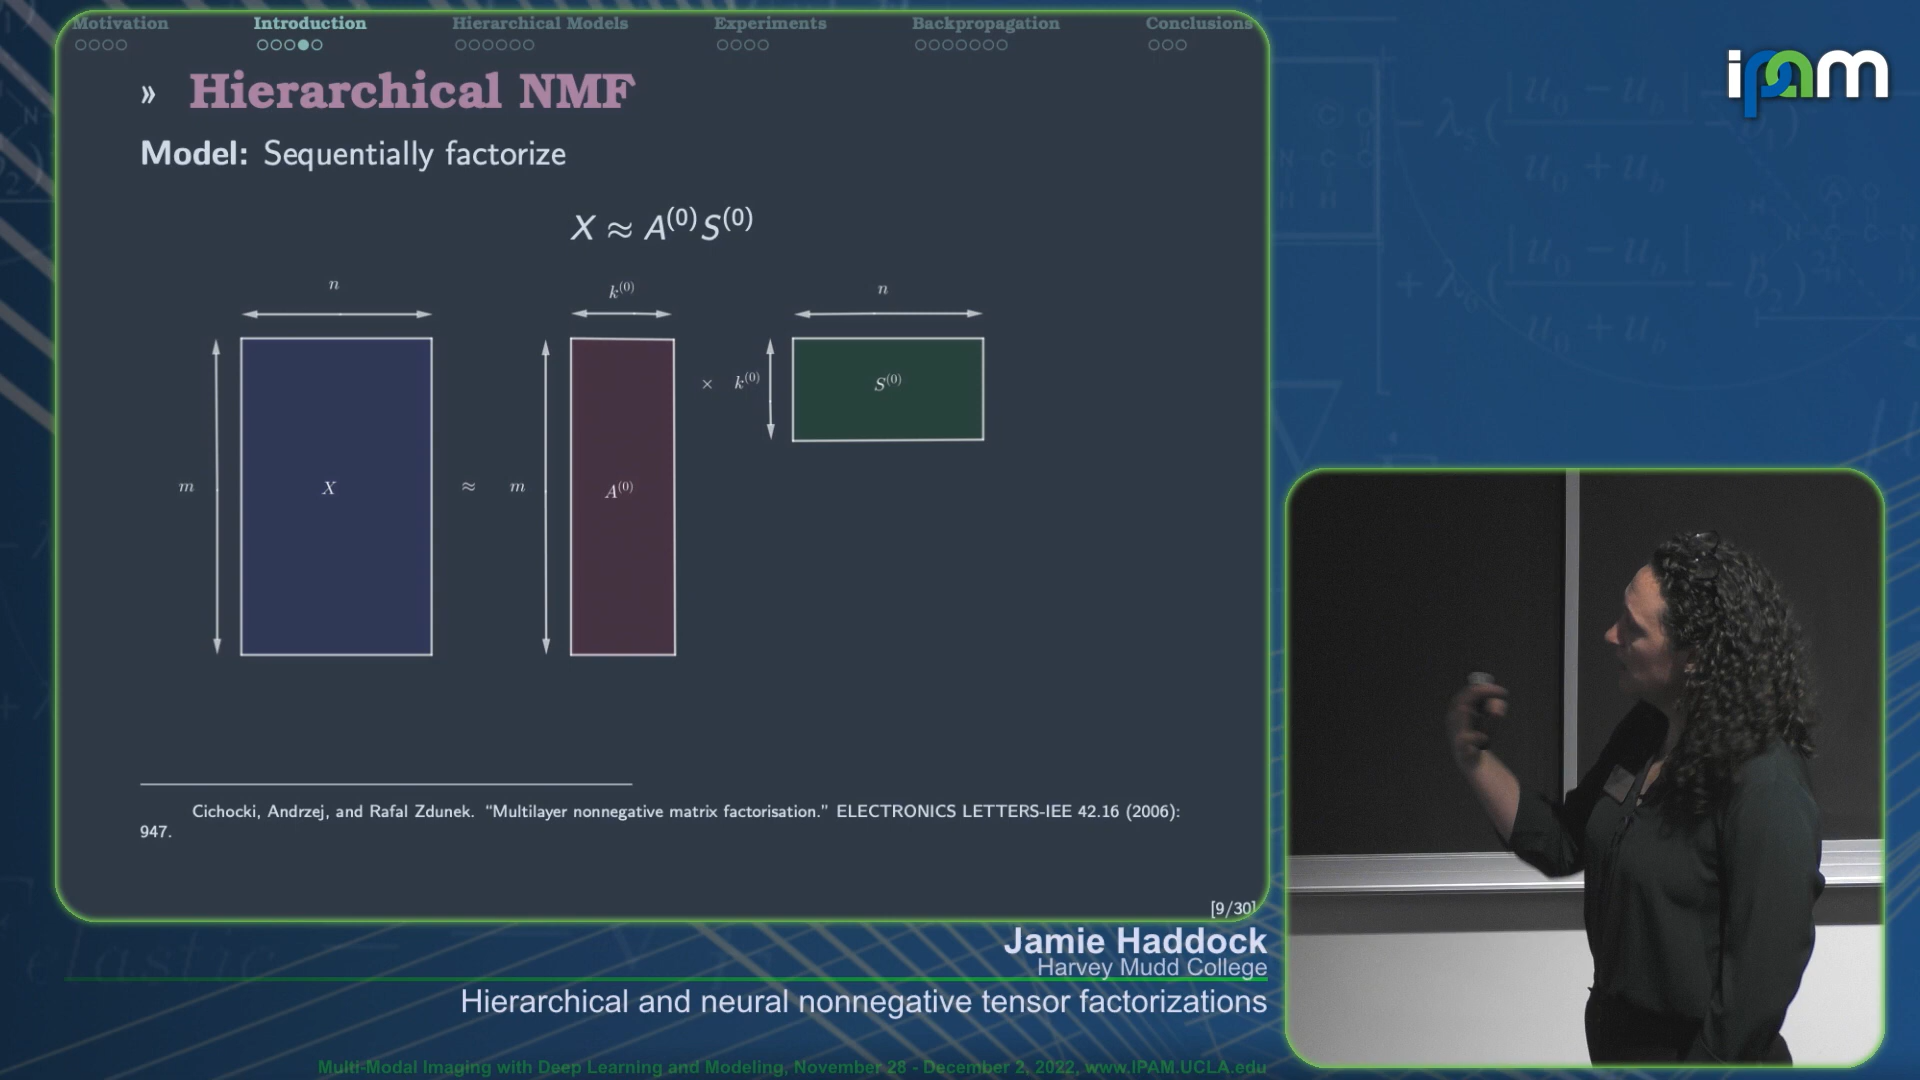 Motivation Introduction Hierarchical Models Experiments Backpropagation Conclusions
» Hierarchical NMF
Model: Sequentially factorize
X ≈ A⁽⁰⁾S⁽⁰⁾
n k⁽⁰⁾ n
× k⁽⁰⁾ S⁽⁰⁾
m X ≈ m A⁽⁰⁾
Cichocki, Andrzej, and Rafal Zdunek. “Multilayer nonnegative matrix factorisation.” ELECTRONICS LETTERS-IEE 42.16 (2006):
947.
[9/30]
ipam
Jamie Haddock
Harvey Mudd College
Hierarchical and neural nonnegative tensor factorizations
Multi-Modal Imaging with Deep Learning and Modeling, November 28 - December 2, 2022, www.IPAM.UCLA.edu